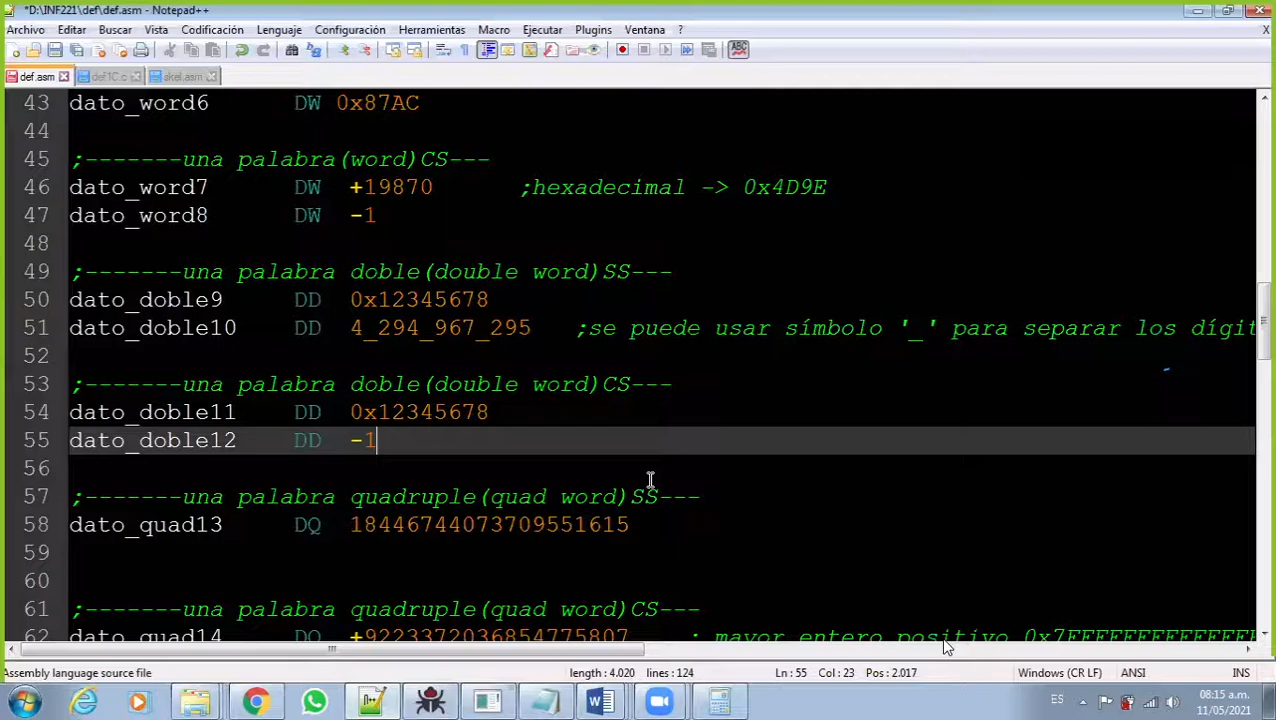 *D:\INF221\def\def.asm - Notepad++
Archivo Editar Buscar Vista Codificación Lenguaje Configuración Herramientas Macro Ejecutar Plugins Ventana X
def.asm def1C.c skel.asm
43 dato_word6 DW 0x87AC
44
45 ;-------una palabra(word)CS---
46 dato_word7 DW +19870 ;hexadecimal -> 0x4D9E
47 dato_word8 DW -1
48
49 ;-------una palabra doble(double word)SS---
50 dato_doble9 DD 0x12345678
51 dato_doble10 DD 4_294_967_295 ;se puede usar símbolo '_' para separar los dígit
52
53 ;-------una palabra doble(double word)CS---
54 dato_doble11 DD 0x12345678
55 dato_doble12 DD -1
56
57 ;-------una palabra quadruple(quad word)SS---
58 dato_quad13 DQ 18446744073709551615
59
60
61 ;-------una palabra quadruple(quad word)CS---
62 dato_quad14 DQ +9223372036854775807 ; mayor entero positivo 0x7FFFFFFFFFFFFFFF
Assembly language source file length : 4.020 lines : 124 Ln : 55 Col : 23 Pos : 2.017 Windows (CR LF) ANSI INS
ES 08:15 a.m.
11/05/2021